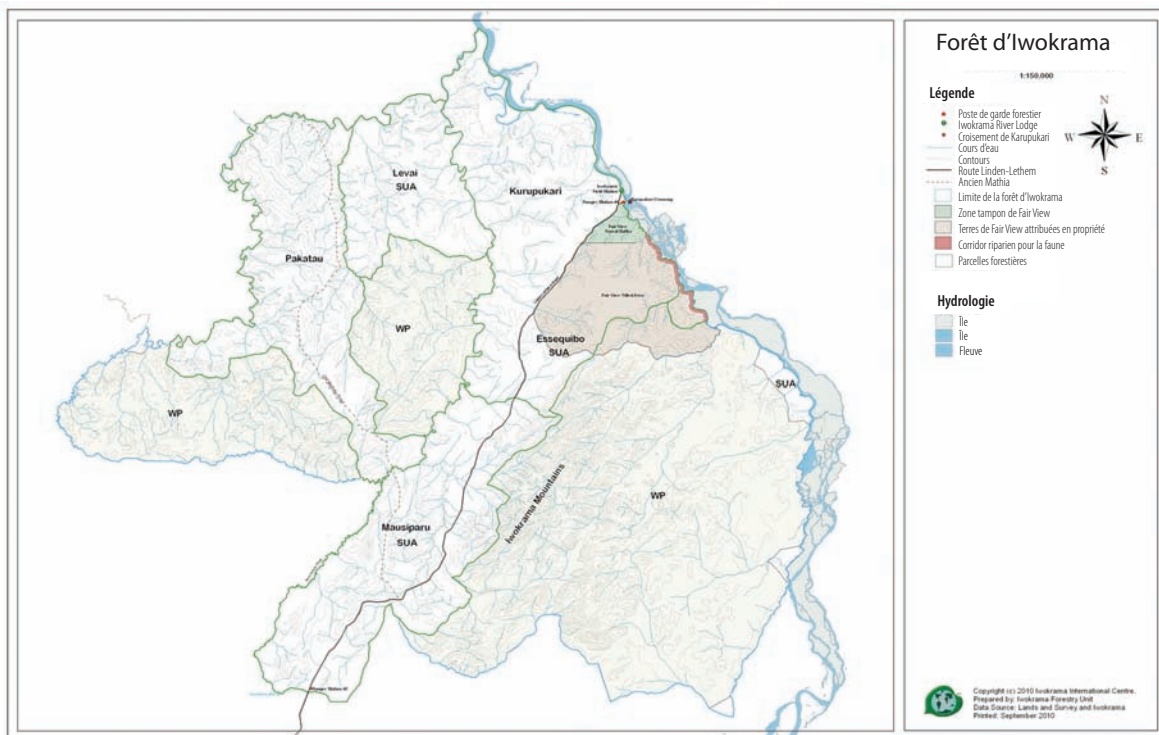 Forêt d'Iwokrama
1:150,000
Légende
Poste de garde forestier
Iwokrama River Lodge
Croisement de Karupukari
Cours d'eau
Contours
Route Linden-Lethem
Ancien Mathia
Limite de la forêt d'Iwokrama
Zone tampon de Fair View
Terres de Fair View attribuées en propriété
Corridor riparien pour la faune
Parcelles forestières
Hydrologie
Île
Île
Fleuve
N
W
E
S
Levai
SUA
Kurupukari
Pakatau
WP
Essequibo
SUA
WP
SUA
WP
Iwokrama Mountains
Mausiparu
SUA
Copyright (c) 2010 Iwokrama International Centre.
Prepared by: Iwokrama Forestry Unit
Data Source: Lands and Survey and Iwokrama
Printed: September 2010